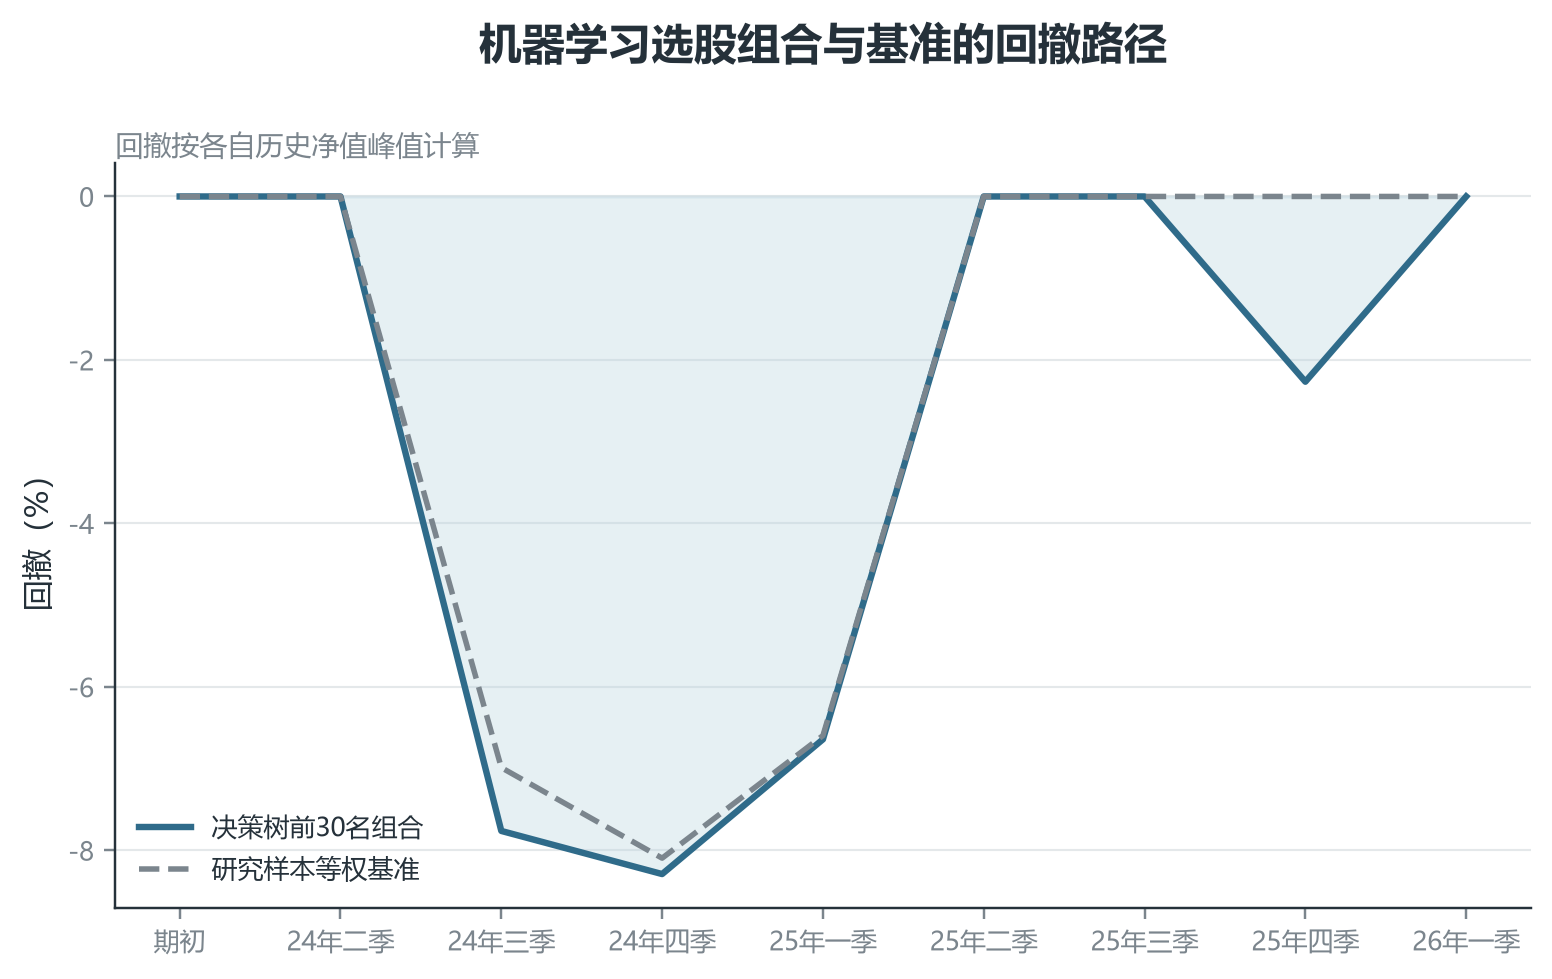 机器学习选股组合与基准的回撤路径
回撤按各自历史净值峰值计算
回撤（%）
0
-2
-4
-6
-8
决策树前30名组合
研究样本等权基准
期初 24年二季 24年三季 24年四季 25年一季 25年二季 25年三季 25年四季 26年一季